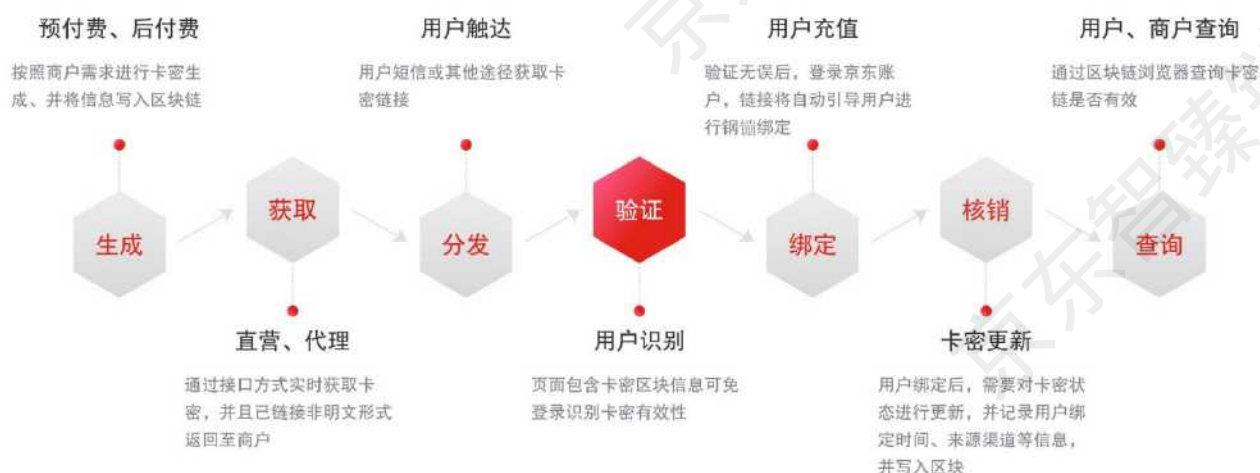 预付费、后付费
按照商户需求进行卡密生
成、并将信息写入区块链
用户触达
用户短信或其他途径获取卡
密链接
用户充值
验证无误后，登录京东账
户，链接将自动引导用户进
行钢镚绑定
用户、商户查询
通过区块链浏览器查询卡密
链是否有效
生成
获取
分发
验证
绑定
核销
查询
直营、代理
通过接口方式实时获取卡
密，并且已链接非明文形式
返回至商户
用户识别
页面包含卡密区块信息可免
登录识别卡密有效性
卡密更新
用户绑定后，需要对卡密状
态进行更新，并记录用户绑
定时间、来源渠道等信息，
并写入区块
京东智臻